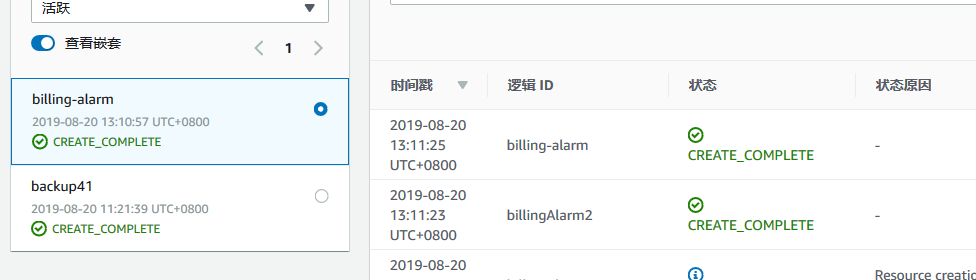 活跃
查看嵌套
1
billing-alarm
2019-08-20 13:10:57 UTC+0800
CREATE_COMPLETE
backup41
2019-08-20 11:21:39 UTC+0800
CREATE_COMPLETE
时间戳 逻辑 ID 状态 状态原因
2019-08-20
13:11:25
UTC+0800
billing-alarm
CREATE_COMPLETE
-
2019-08-20
13:11:23
UTC+0800
billingAlarm2
CREATE_COMPLETE
-
2019-08-20
Resource creatio